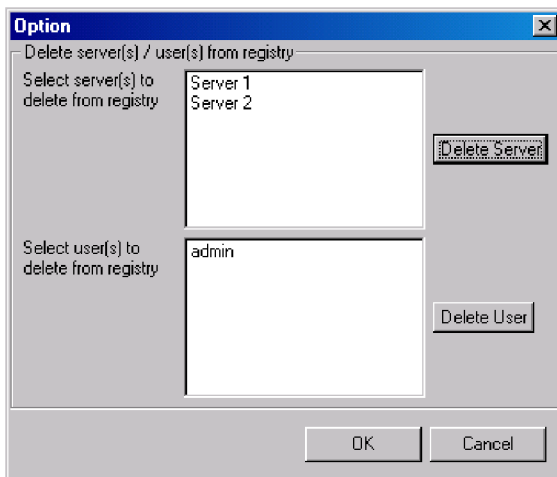 Option
Delete server(s) / user(s) from registry
Select server(s) to
delete from registry
Server 1
Server 2
Delete Server
Select user(s) to
delete from registry
admin
Delete User
OK
Cancel